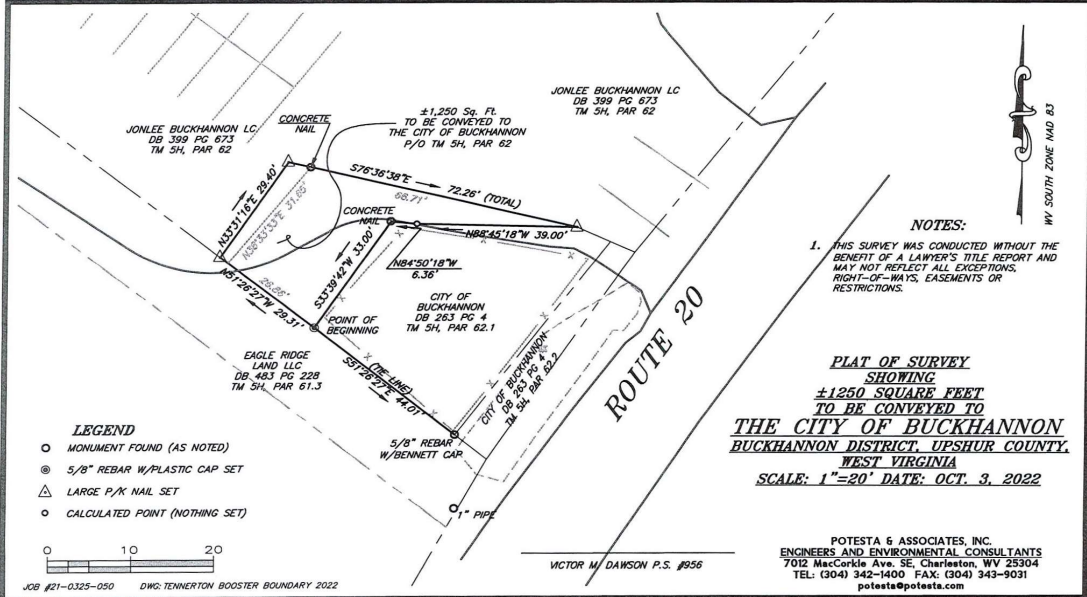 JONLEE BUCKHANNON LC
DB 399 PG 673
TM 5H, PAR 62
CONCRETE
NAIL
±1,250 Sq. Ft.
TO BE CONVEYED TO
THE CITY OF BUCKHANNON
P/O TM 5H, PAR 62
JONLEE BUCKHANNON LC
DB 399 PG 673
TM 5H, PAR 62
WV SOUTH ZONE NAD 83
N33°31'16"E 29.40'
N36°33'33"E 31.65'
S76°36'38"E
72.26' (TOTAL)
68.71'
CONCRETE
NAIL
N88°45'18"W 39.00'
N84°50'18"W
6.36'
S33°39'42"W 33.00'
28.86'
N51°26'27"W 29.31'
POINT OF
BEGINNING
CITY OF
BUCKHANNON
DB 263 PG 4
TM 5H, PAR 62.1
EAGLE RIDGE
LAND LLC
DB 483 PG 228
TM 5H, PAR 61.3
(TIE-LINE)
S51°26'27"E 44.01'
CITY OF BUCKHANNON
DB 263 PG 4
TM 5H, PAR 62.2
5/8" REBAR
W/BENNETT CAP
1" PIPE
ROUTE 20
NOTES:
1. THIS SURVEY WAS CONDUCTED WITHOUT THE
BENEFIT OF A LAWYER'S TITLE REPORT AND
MAY NOT REFLECT ALL EXCEPTIONS,
RIGHT-OF-WAYS, EASEMENTS OR
RESTRICTIONS.
PLAT OF SURVEY
SHOWING
±1250 SQUARE FEET
TO BE CONVEYED TO
THE CITY OF BUCKHANNON
BUCKHANNON DISTRICT, UPSHUR COUNTY,
WEST VIRGINIA
SCALE: 1"=20' DATE: OCT. 3, 2022
LEGEND
MONUMENT FOUND (AS NOTED)
5/8" REBAR W/PLASTIC CAP SET
LARGE P/K NAIL SET
CALCULATED POINT (NOTHING SET)
0 10 20
JOB #21-0325-050 DWG: TENNERTON BOOSTER BOUNDARY 2022
VICTOR M. DAWSON P.S. #956
POTESTA & ASSOCIATES, INC.
ENGINEERS AND ENVIRONMENTAL CONSULTANTS
7012 MacCorkle Ave. SE, Charleston, WV 25304
TEL: (304) 342-1400 FAX: (304) 343-9031
potesta@potesta.com